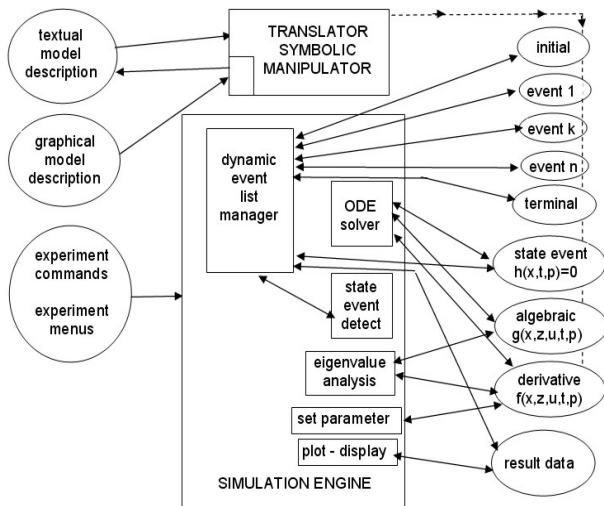 textual
model
description
TRANSLATOR
SYMBOLIC
MANIPULATOR
initial
event 1
event k
event n
terminal
graphical
model
description
dynamic
event
list
manager
ODE
solver
experiment
commands
experiment
menus
state event
h(x,t,p)=0
state
event
detect
algebraic
g(x,z,u,t,p)
eigenvalue
analysis
derivative
f(x,z,u,t,p)
set parameter
plot - display
result data
SIMULATION ENGINE